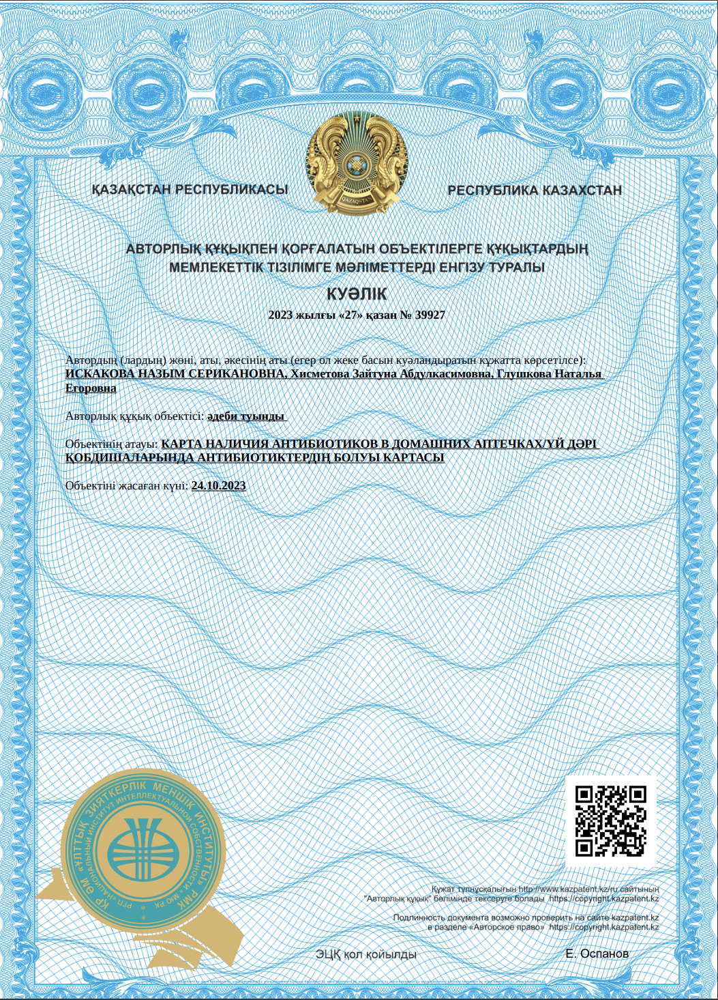 ҚАЗАҚСТАН РЕСПУБЛИКАСЫ
РЕСПУБЛИКА КАЗАХСТАН
QAZAQSTAN
АВТОРЛЫҚ ҚҰҚЫҚПЕН ҚОРҒАЛАТЫН ОБЪЕКТІЛЕРГЕ ҚҰҚЫҚТАРДЫҢ
МЕМЛЕКЕТТІК ТІЗІЛІМГЕ МӘЛІМЕТТЕРДІ ЕНГІЗУ ТУРАЛЫ
КУӘЛІК
2023 жылғы «27» қазан № 39927
Автордың (лардың) жөні, аты, әкесінің аты (егер ол жеке басын куәландыратын құжатта көрсетілсе):
ИСКАКОВА НАЗЫМ СЕРИКАНОВНА, Хисметова Зайтуна Абдулкасимовна, Глушкова Наталья
Егоровна
Авторлық құқық объектісі: әдеби туынды
Объектінің атауы: КАРТА НАЛИЧИЯ АНТИБИОТИКОВ В ДОМАШНИХ АПТЕЧКАХ/ҮЙ ДӘРІ
ҚОБДИШАЛАРЫНДА АНТИБИОТИКТЕРДІҢ БОЛУЫ КАРТАСЫ
Объектіні жасаған күні: 24.10.2023
ҚР ӘМ «ҰЛТТЫҚ ЗИЯТКЕРЛІК МЕНШІК ИНСТИТУТЫ» РМК
РГП «НАЦИОНАЛЬНЫЙ ИНСТИТУТ ИНТЕЛЛЕКТУАЛЬНОЙ СОБСТВЕННОСТИ» МЮ РК
Құжат түпнұсқалығын http://www.kazpatent.kz/ru сайтының
"Авторлық құқық" бөлімінде тексеруге болады https://copyright.kazpatent.kz
Подлинность документа возможно проверить на сайте kazpatent.kz
в разделе «Авторское право» https://copyright.kazpatent.kz
ЭЦҚ қол қойылды
Е. Оспанов